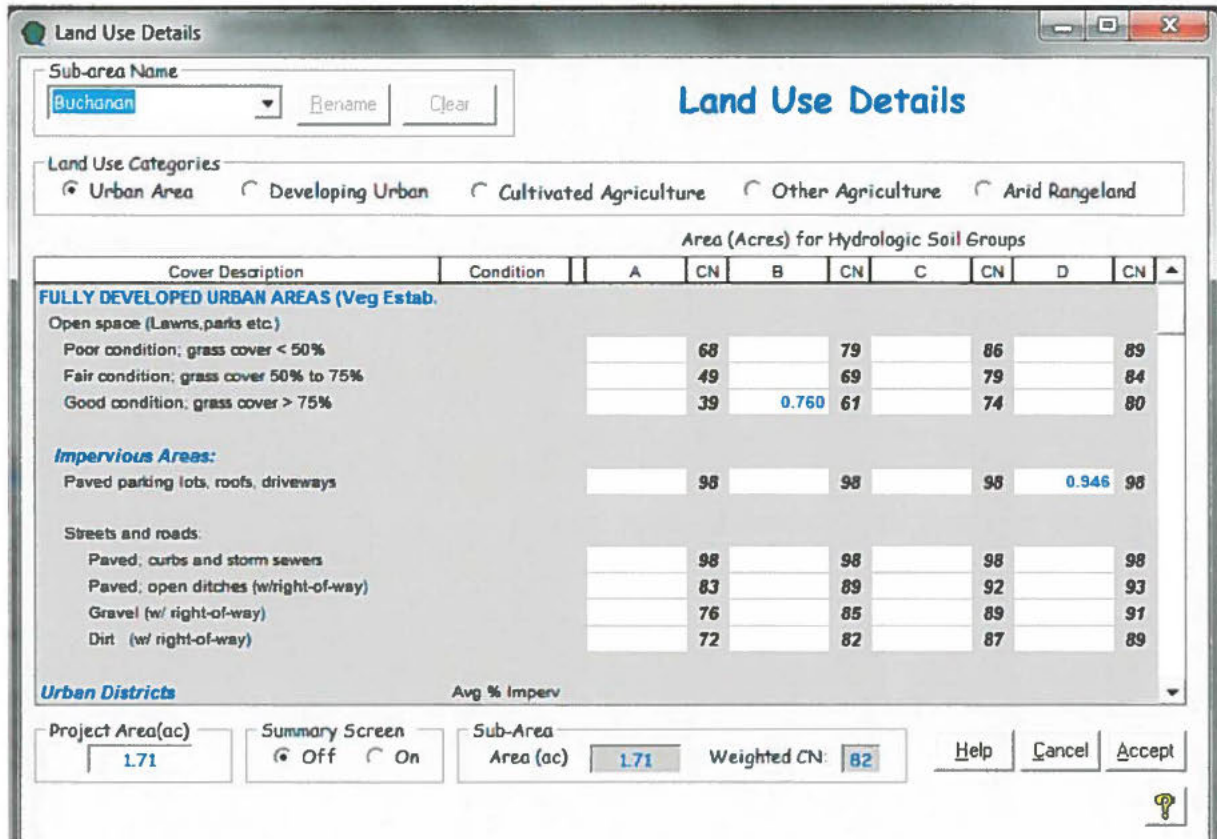 Land Use Details
Sub-area Name
Buchanan Rename Clear
Land Use Details
Land Use Categories
Urban Area Developing Urban Cultivated Agriculture Other Agriculture Arid Rangeland
Area (Acres) for Hydrologic Soil Groups
Cover Description Condition A CN B CN C CN D CN
FULLY DEVELOPED URBAN AREAS (Veg Estab.
Open space (Lawns,parks etc.)
Poor condition; grass cover < 50% 68 79 86 89
Fair condition; grass cover 50% to 75% 49 69 79 84
Good condition; grass cover > 75% 39 0.760 61 74 80
Impervious Areas:
Paved parking lots, roofs, driveways 98 98 98 0.946 98
Streets and roads:
Paved; curbs and storm sewers 98 98 98 98
Paved; open ditches (w/right-of-way) 83 89 92 93
Gravel (w/ right-of-way) 76 85 89 91
Dirt (w/ right-of-way) 72 82 87 89
Urban Districts Avg % Imperv
Project Area(ac) Summary Screen Sub-Area
1.71 Off On Area (ac) 1.71 Weighted CN: 82 Help Cancel Accept
?